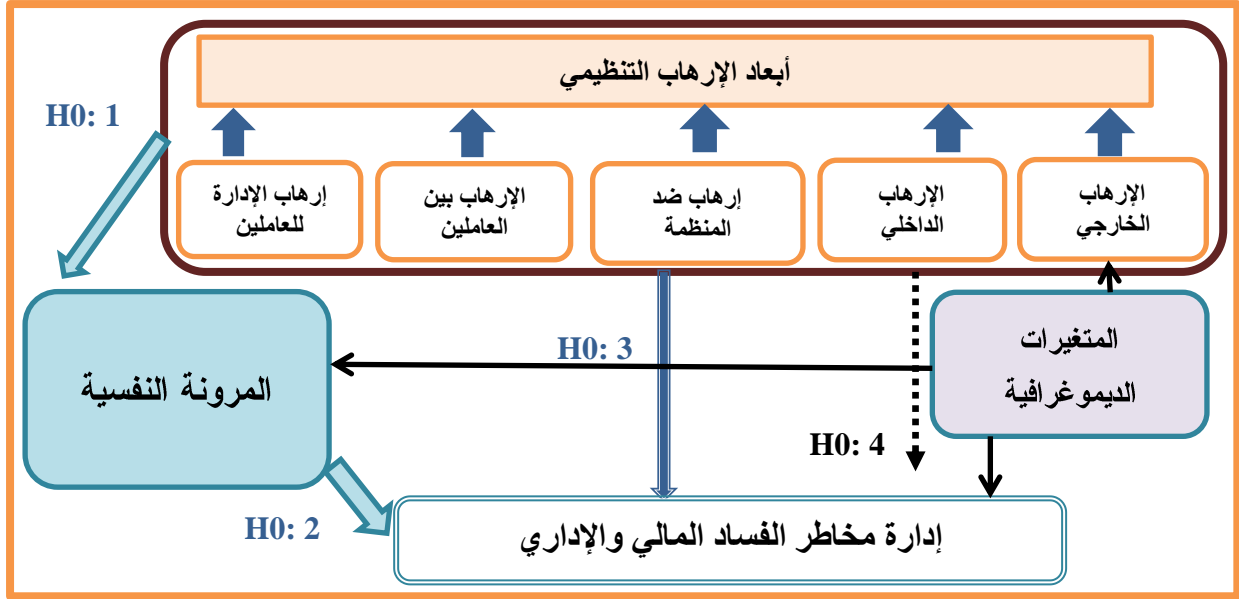 أبعاد الإرهاب التنظيمي
H0: 1
الإرهاب
الخارجي
الإرهاب
الداخلي
إرهاب ضد
المنظمة
الإرهاب بين
العاملين
إرهاب الإدارة
للعاملين
المتغيرات
الديموغرافية
H0: 3
المرونة النفسية
H0: 4
H0: 2
إدارة مخاطر الفساد المالي والإداري